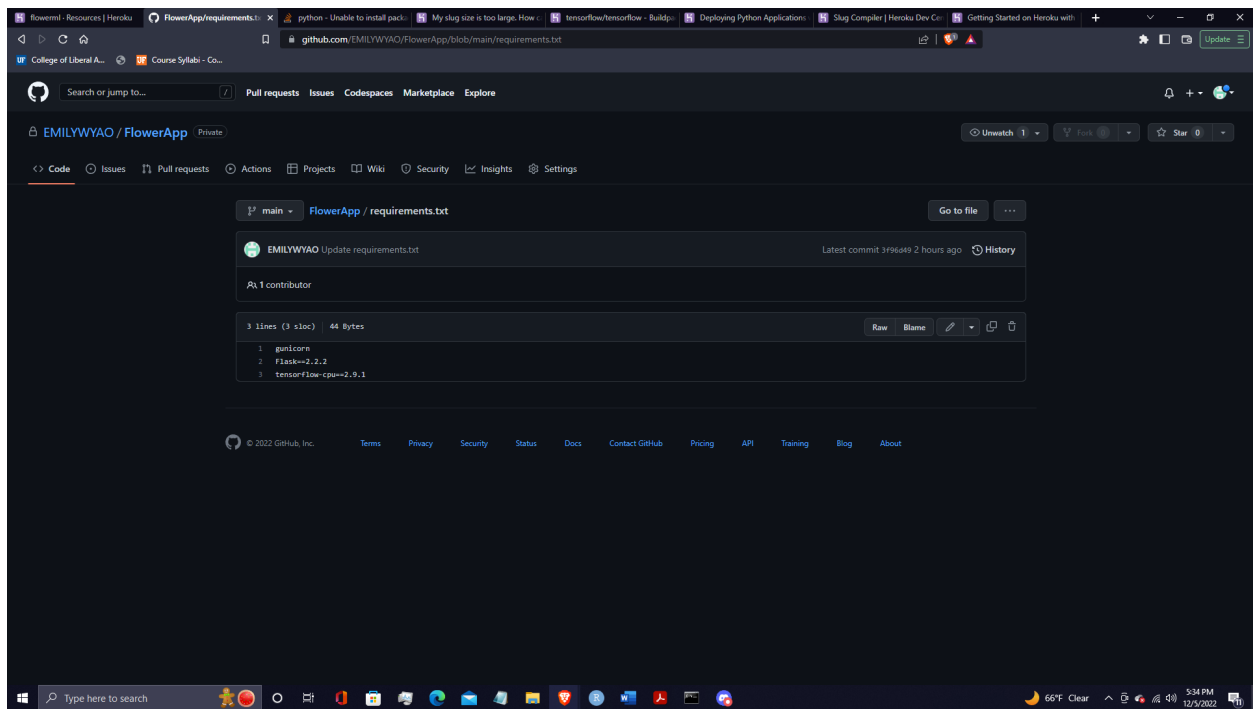 flowerml - Resources | Heroku
FlowerApp/requirements.tx
python - Unable to install packa
My slug size is too large. How c
tensorflow/tensorflow - Buildpa
Deploying Python Applications
Slug Compiler | Heroku Dev Cen
Getting Started on Heroku with
github.com/EMILYWYAO/FlowerApp/blob/main/requirements.txt
Update
UF College of Liberal A...
UF Course Syllabi - Co...
Search or jump to... /
Pull requests Issues Codespaces Marketplace Explore
EMILYWYAO / FlowerApp Private
Unwatch 1 Fork 0 Star 0
<> Code Issues Pull requests Actions Projects Wiki Security Insights Settings
main FlowerApp / requirements.txt Go to file ...
EMILYWYAO Update requirements.txt Latest commit 3f96d49 2 hours ago History
1 contributor
3 lines (3 sloc) 44 Bytes Raw Blame
1 gunicorn
2 Flask==2.2.2
3 tensorflow-cpu==2.9.1
© 2022 GitHub, Inc. Terms Privacy Security Status Docs Contact GitHub Pricing API Training Blog About
Type here to search
66°F Clear
5:34 PM
12/5/2022